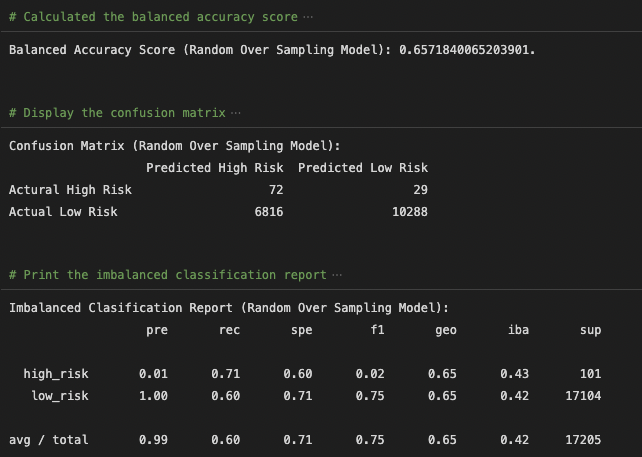 # Calculated the balanced accuracy score ...
Balanced Accuracy Score (Random Over Sampling Model): 0.6571840065203901.
# Display the confusion matrix ...
Confusion Matrix (Random Over Sampling Model):
Predicted High Risk Predicted Low Risk
Actural High Risk 72 29
Actual Low Risk 6816 10288
# Print the imbalanced classification report ...
Imbalanced Clasification Report (Random Over Sampling Model):
pre rec spe f1 geo iba sup
high_risk 0.01 0.71 0.60 0.02 0.65 0.43 101
low_risk 1.00 0.60 0.71 0.75 0.65 0.42 17104
avg / total 0.99 0.60 0.71 0.75 0.65 0.42 17205